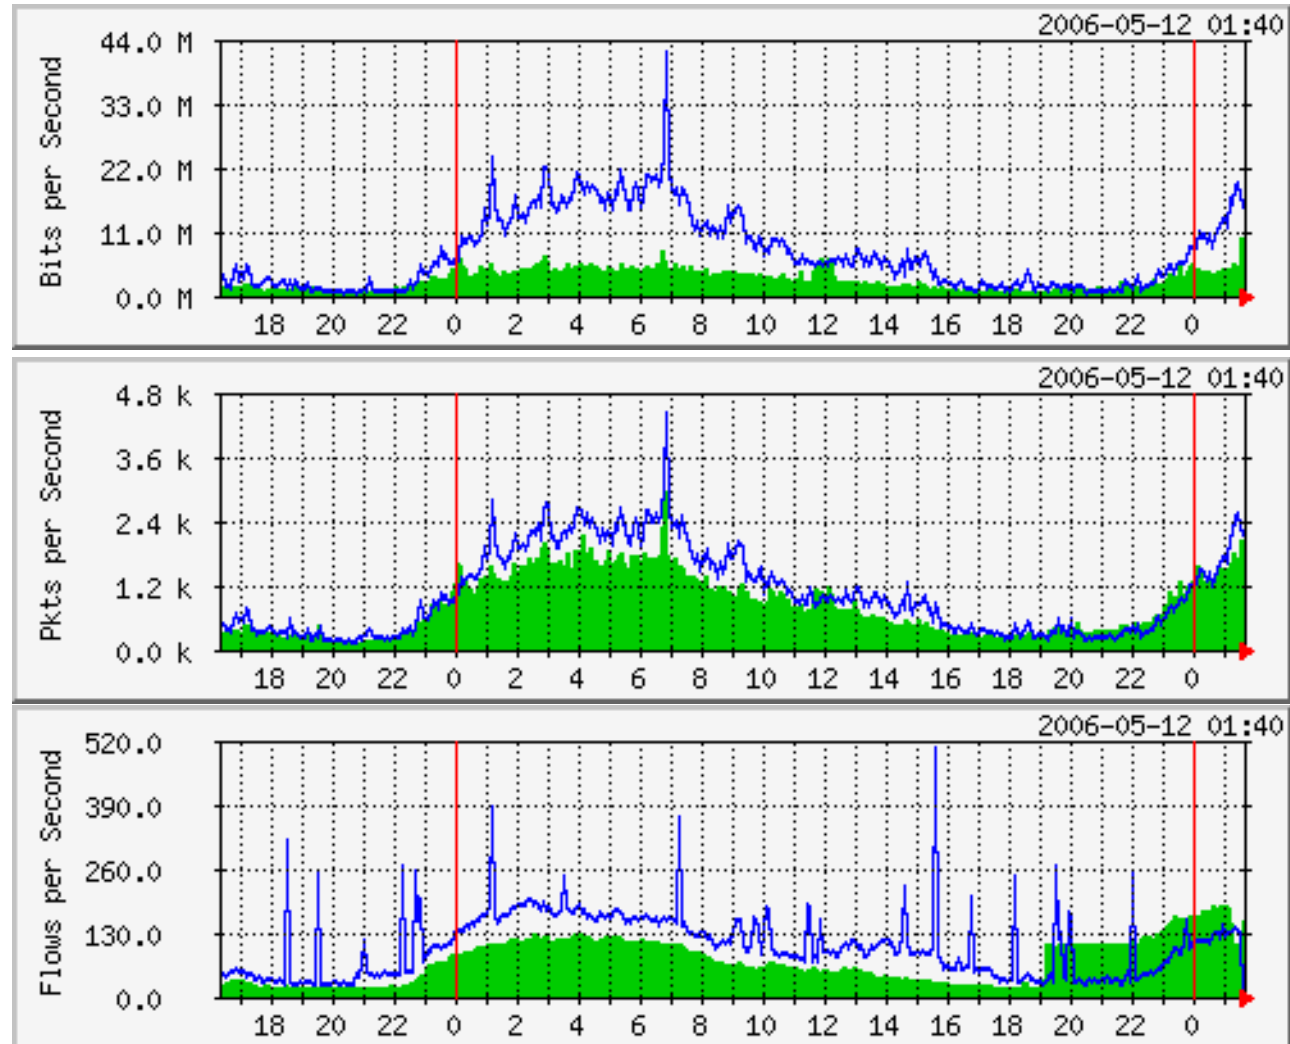 2006-05-12 01:40
Bits per Second
44.0 M
33.0 M
22.0 M
11.0 M
0.0 M
18 20 22 0 2 4 6 8 10 12 14 16 18 20 22 0
2006-05-12 01:40
Pkts per Second
4.8 k
3.6 k
2.4 k
1.2 k
0.0 k
18 20 22 0 2 4 6 8 10 12 14 16 18 20 22 0
2006-05-12 01:40
Flows per Second
520.0
390.0
260.0
130.0
0.0
18 20 22 0 2 4 6 8 10 12 14 16 18 20 22 0